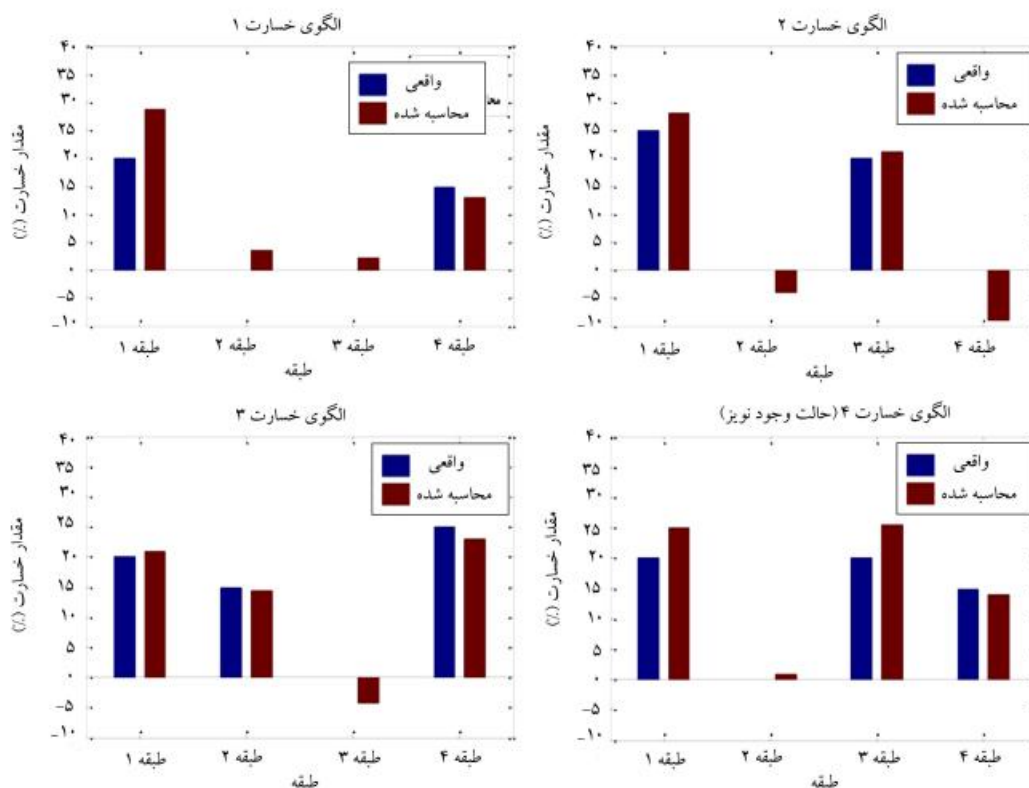 الگوی خسارت ۱
۴۰
۳۵
۳۰
۲۵
۲۰
۱۵
۱۰
۵
۰
-۵
-۱۰
مقدار خسارت (٪)
واقعی
محاسبه شده
طبقه ۱
طبقه ۲
طبقه ۳
طبقه ۴
طبقه
الگوی خسارت ۲
۴۰
۳۵
۳۰
۲۵
۲۰
۱۵
۱۰
۵
۰
-۵
-۱۰
مقدار خسارت (٪)
واقعی
محاسبه شده
طبقه ۱
طبقه ۲
طبقه ۳
طبقه ۴
طبقه
الگوی خسارت ۳
۴۰
۳۵
۳۰
۲۵
۲۰
۱۵
۱۰
۵
۰
-۵
-۱۰
مقدار خسارت (٪)
واقعی
محاسبه شده
طبقه ۱
طبقه ۲
طبقه ۳
طبقه ۴
طبقه
الگوی خسارت ۴ (حالت وجود نویز)
۴۰
۳۵
۳۰
۲۵
۲۰
۱۵
۱۰
۵
۰
-۵
-۱۰
مقدار خسارت (٪)
واقعی
محاسبه شده
طبقه ۱
طبقه ۲
طبقه ۳
طبقه ۴
طبقه